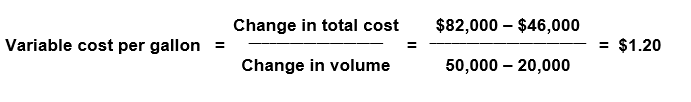 Change in total cost $82,000 – $46,000
Variable cost per gallon = = = $1.20
Change in volume 50,000 – 20,000